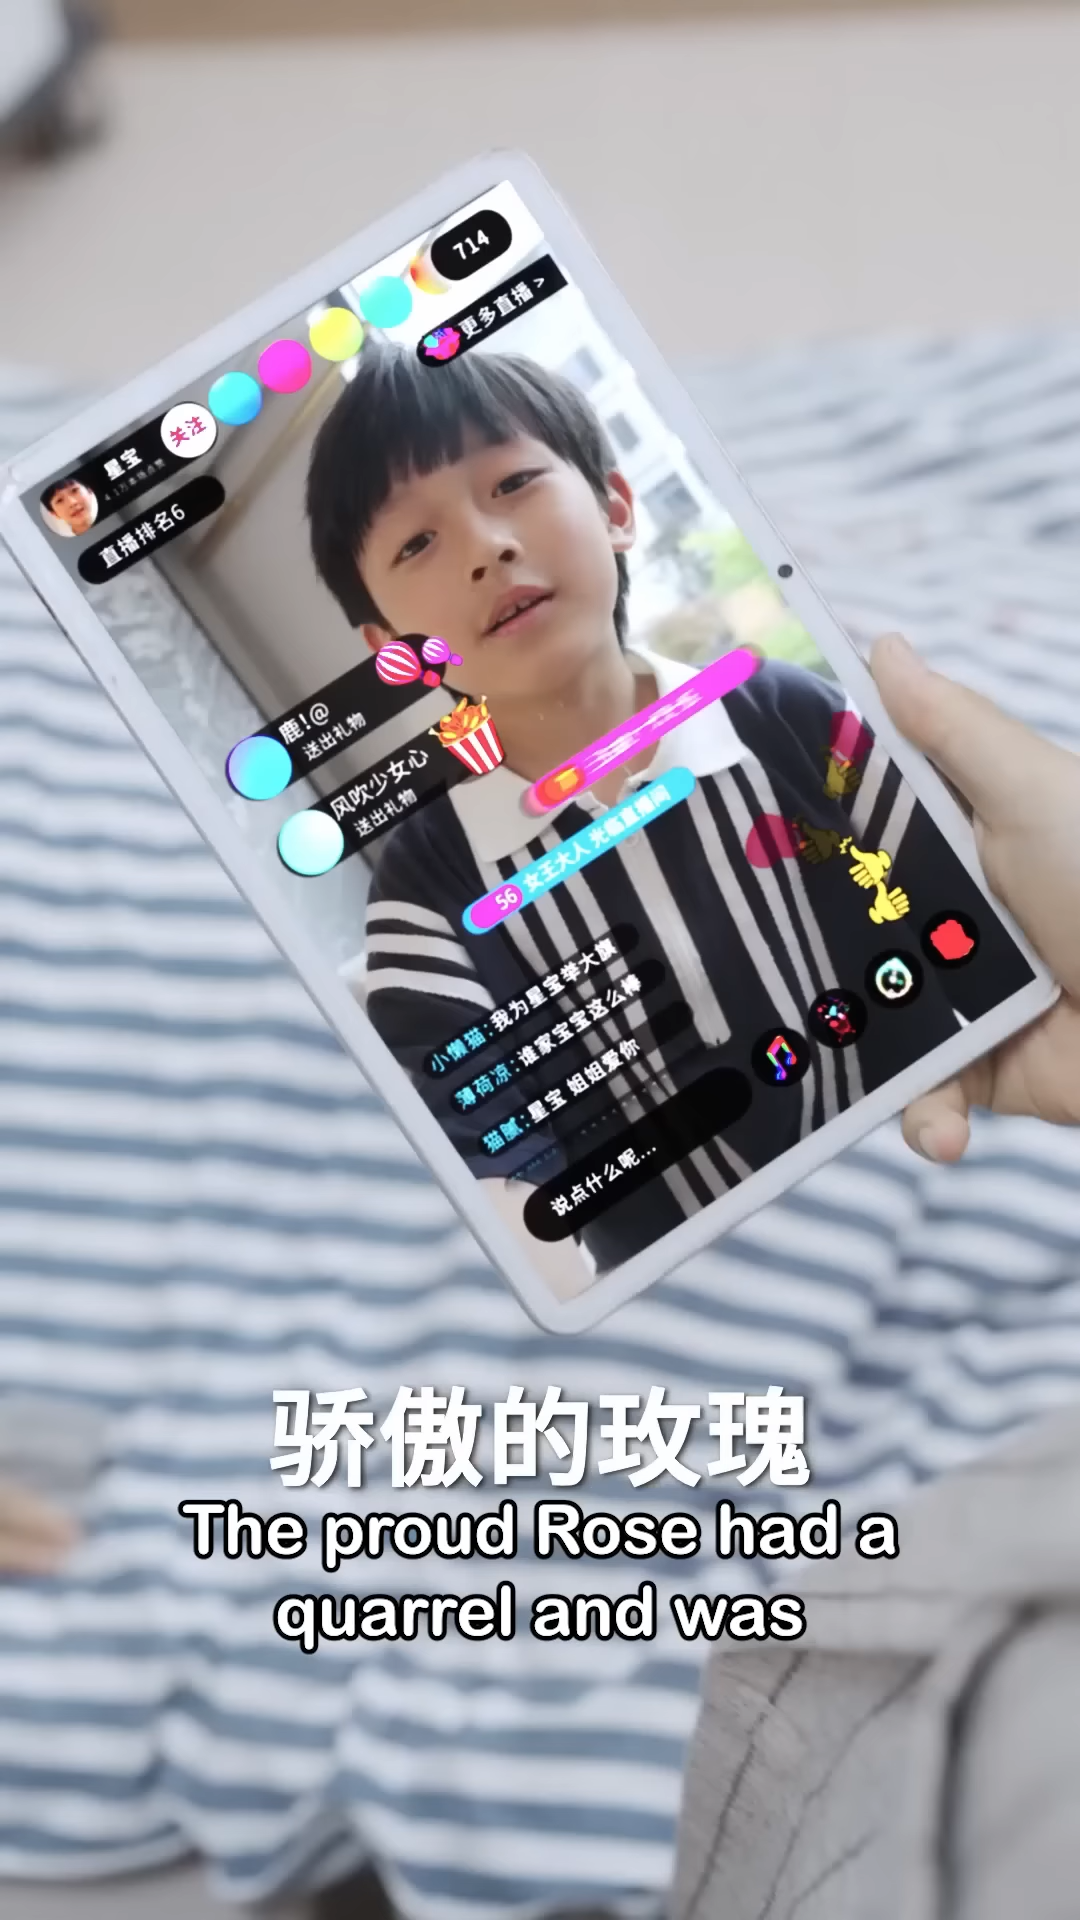 714
更多直播 >
关注
星宝
直播排名6
鹿!@
送出礼物
风吹少女心
送出礼物
56 女王大人 光临直播间
小懒猫:我为星宝举大旗
薄荷凉:谁家宝宝这么棒
猫腻:星宝 姐姐爱你
说点什么呢...
骄傲的玫瑰
The proud Rose had a
quarrel and was